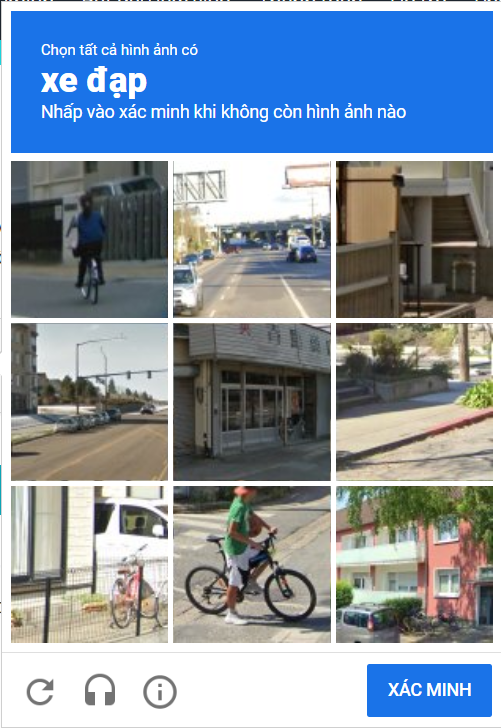 Chọn tất cả hình ảnh có
xe đạp
Nhấp vào xác minh khi không còn hình ảnh nào
XÁC MINH